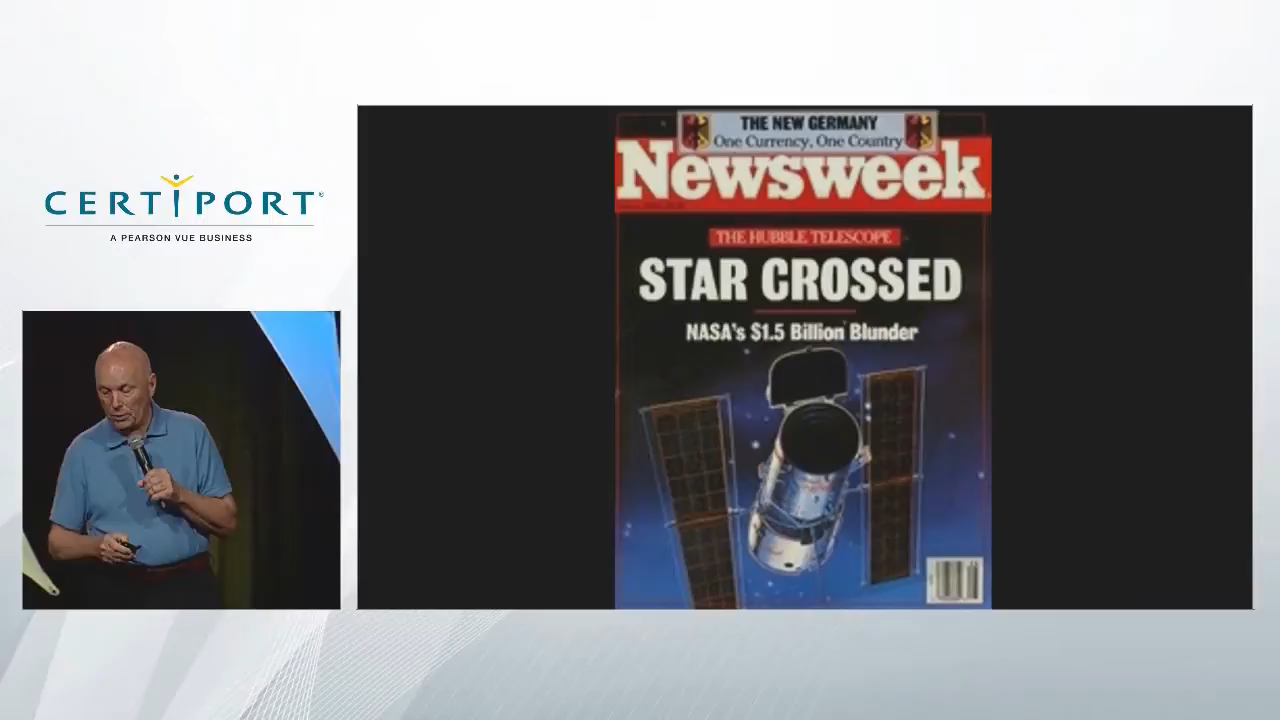 CERTIPORT®
A PEARSON VUE BUSINESS
THE NEW GERMANY
One Currency, One Country
Newsweek
THE HUBBLE TELESCOPE
STAR CROSSED
NASA's $1.5 Billion Blunder